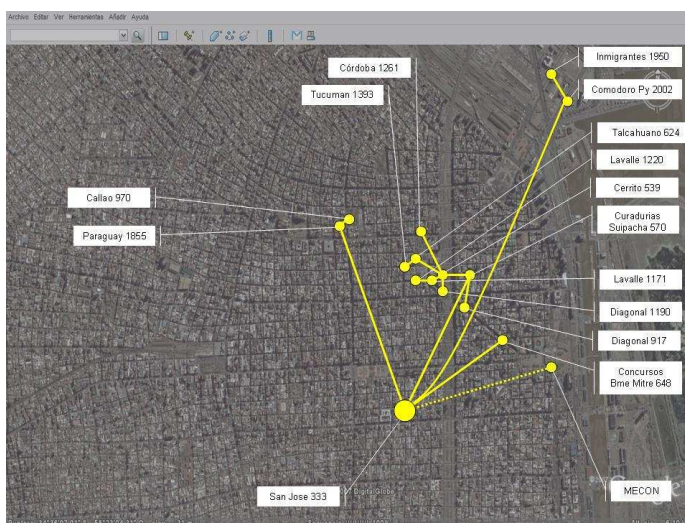 Archivo Editar Ver Herramientas Añadir Ayuda
Inmigrantes 1950
Córdoba 1261
Comodoro Py 2002
Tucuman 1393
Talcahuano 624
Lavalle 1220
Cerrito 539
Callao 970
Curadurias
Suipacha 570
Paraguay 1855
Lavalle 1171
Diagonal 1190
Diagonal 917
Concursos
Bme Mitre 648
San Jose 333
DigitalGlobe
MECON